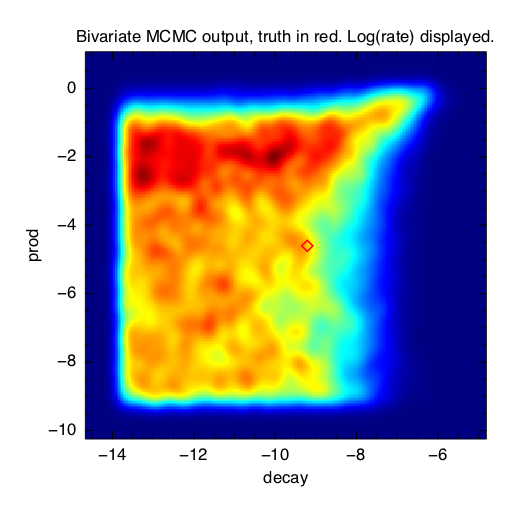 Bivariate MCMC output, truth in red. Log(rate) displayed.
0
−2
−4
−6
−8
−10
prod
−14 −12 −10 −8 −6
decay